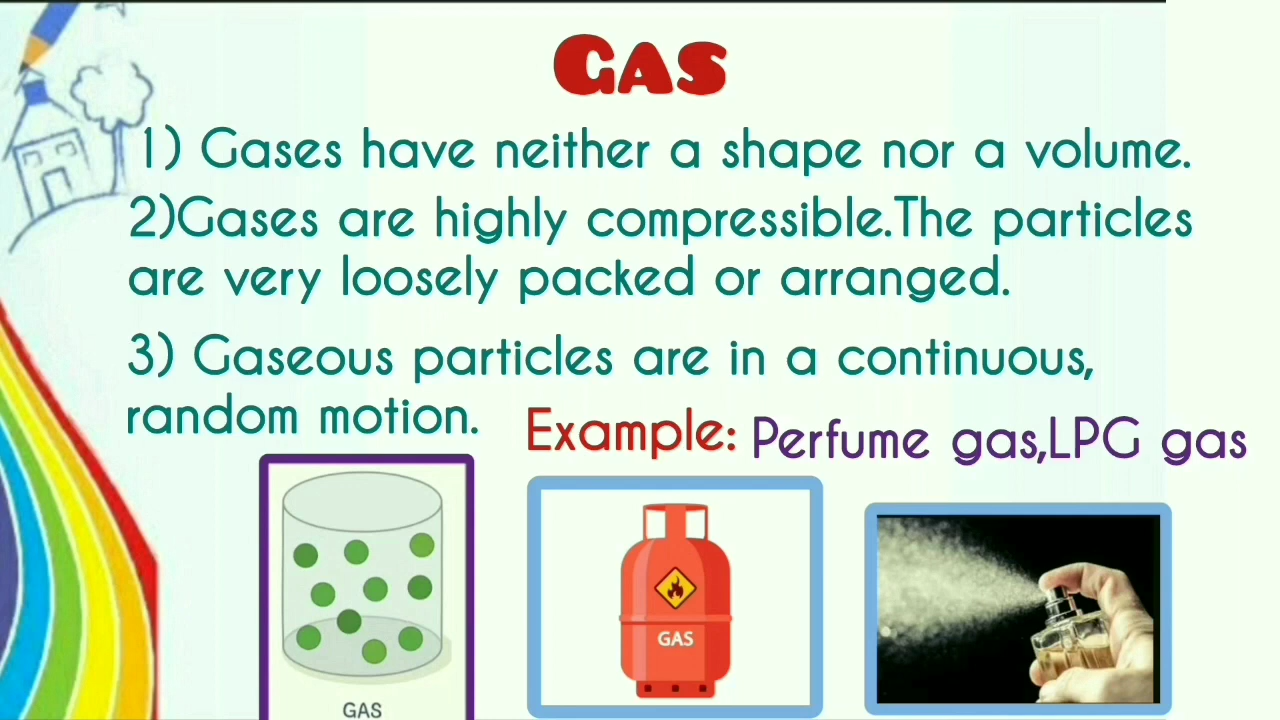 GAS
1) Gases have neither a shape nor a volume.
2)Gases are highly compressible.The particles
are very loosely packed or arranged.
3) Gaseous particles are in a continuous,
random motion.
Example: Perfume gas,LPG gas
GAS
GAS